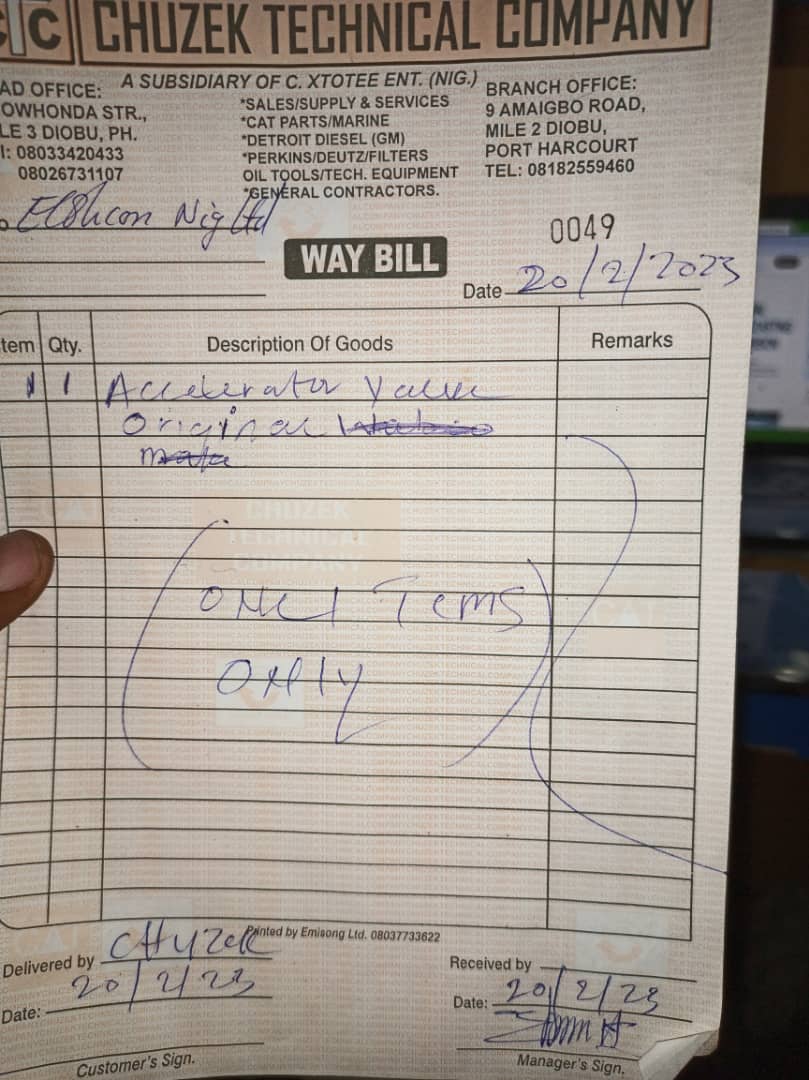 CHUZEK TECHNICAL COMPANY
A SUBSIDIARY OF C. XTOTEE ENT. (NIG.)
AD OFFICE:
OWHONDA STR.,
LE 3 DIOBU, PH.
l: 08033420433
08026731107
*SALES/SUPPLY & SERVICES
*CAT PARTS/MARINE
*DETROIT DIESEL (GM)
*PERKINS/DEUTZ/FILTERS
OIL TOOLS/TECH. EQUIPMENT
*GENERAL CONTRACTORS.
BRANCH OFFICE:
9 AMAIGBO ROAD,
MILE 2 DIOBU,
PORT HARCOURT
TEL: 08182559460
Nig Ltd
0049
WAY BILL
Date 20/2/2023
tem Qty. Description Of Goods Remarks
1 1 Accelerator Valve
Original
CHUZEK
TECHNICAL
COMPANY
ONE ITEMS
ONLY
Printed by Emisong Ltd. 08037733622
Delivered by CHUZEK
Date: 20/2/23
Customer's Sign.
Received by
Date: 20/2/23
Manager's Sign.